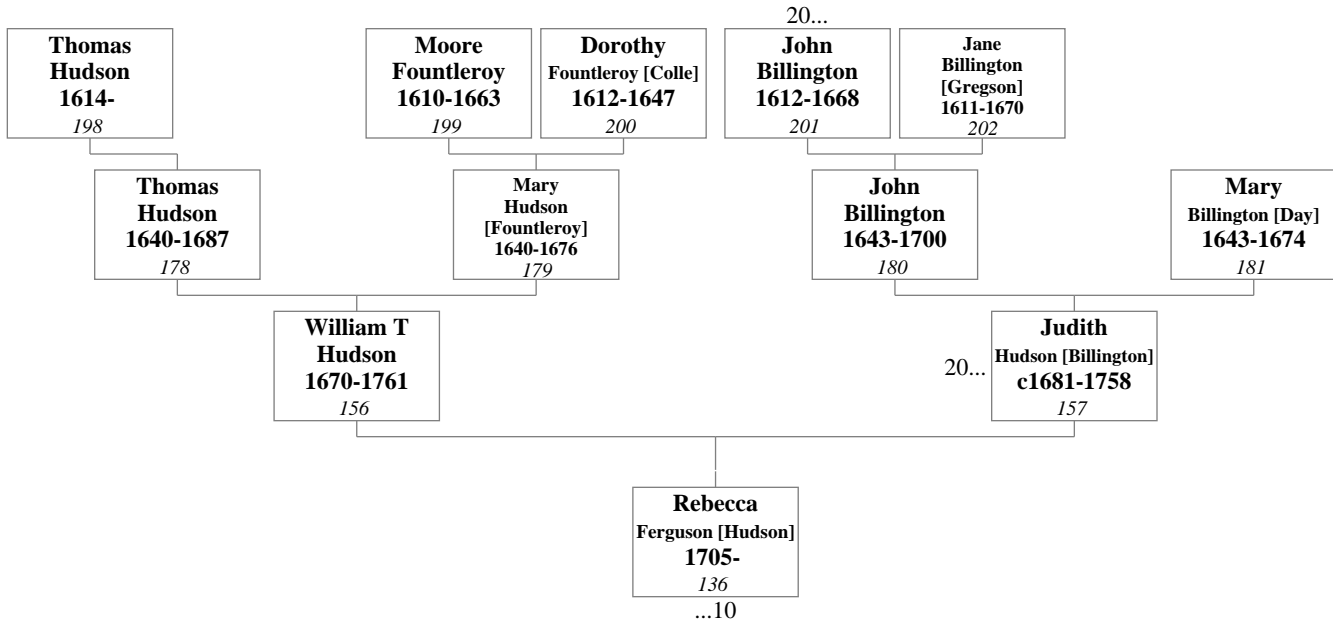 20...
Thomas
Hudson
1614-
198
Moore
Fountleroy
1610-1663
199
Dorothy
Fountleroy [Colle]
1612-1647
200
John
Billington
1612-1668
201
Jane
Billington
[Gregson]
1611-1670
202
Thomas
Hudson
1640-1687
178
Mary
Hudson
[Fountleroy]
1640-1676
179
John
Billington
1643-1700
180
Mary
Billington [Day]
1643-1674
181
William T
Hudson
1670-1761
156
20...
Judith
Hudson [Billington]
c1681-1758
157
Rebecca
Ferguson [Hudson]
1705-
136
...10